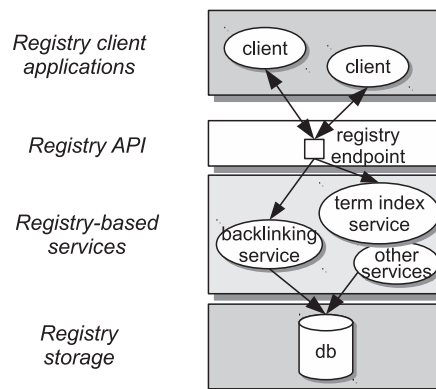 Registry client
applications
client
client
Registry API
registry
endpoint
Registry-based
services
term index
service
backlinking
service
other
services
Registry
storage
db